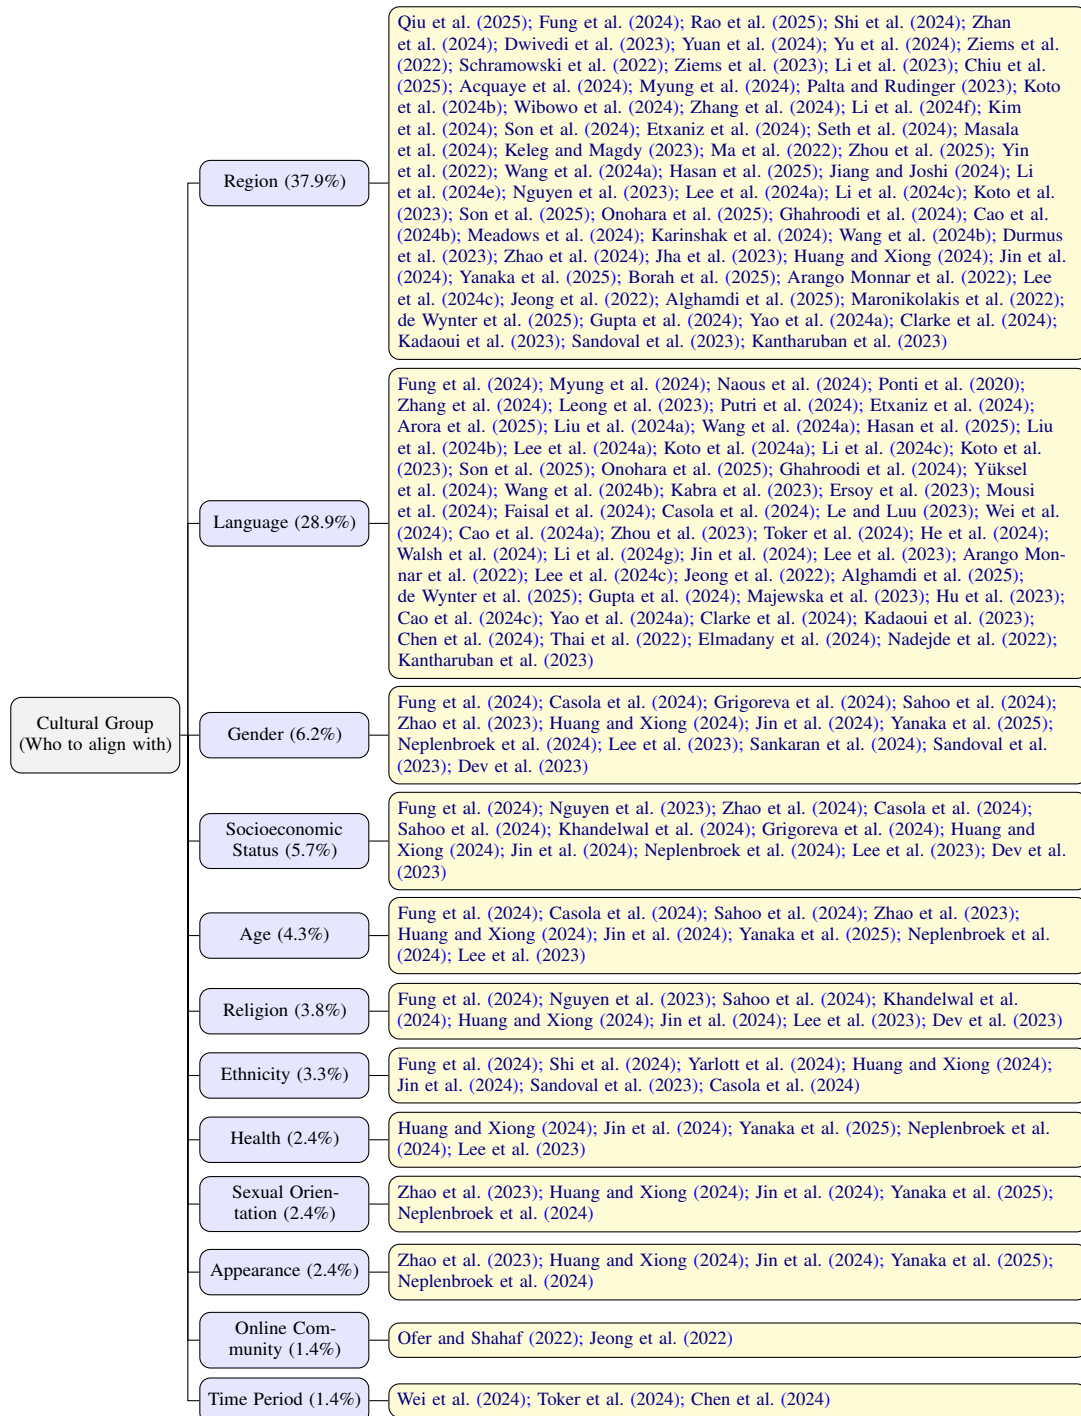 Cultural Group
(Who to align with)
Region (37.9%)
Qiu et al. (2025); Fung et al. (2024); Rao et al. (2025); Shi et al. (2024); Zhan
et al. (2024); Dwivedi et al. (2023); Yuan et al. (2024); Yu et al. (2024); Ziems et al.
(2022); Schramowski et al. (2022); Ziems et al. (2023); Li et al. (2023); Chiu et al.
(2025); Acquaye et al. (2024); Myung et al. (2024); Palta and Rudinger (2023); Koto
et al. (2024b); Wibowo et al. (2024); Zhang et al. (2024); Li et al. (2024f); Kim
et al. (2024); Son et al. (2024); Etxaniz et al. (2024); Seth et al. (2024); Masala
et al. (2024); Keleg and Magdy (2023); Ma et al. (2022); Zhou et al. (2025); Yin
et al. (2022); Wang et al. (2024a); Hasan et al. (2025); Jiang and Joshi (2024); Li
et al. (2024e); Nguyen et al. (2023); Lee et al. (2024a); Li et al. (2024c); Koto et al.
(2023); Son et al. (2025); Onohara et al. (2025); Ghahroodi et al. (2024); Cao et al.
(2024b); Meadows et al. (2024); Karinshak et al. (2024); Wang et al. (2024b); Durmus
et al. (2023); Zhao et al. (2024); Jha et al. (2023); Huang and Xiong (2024); Jin et al.
(2024); Yanaka et al. (2025); Borah et al. (2025); Arango Monnar et al. (2022); Lee
et al. (2024c); Jeong et al. (2022); Alghamdi et al. (2025); Maronikolakis et al. (2022);
de Wynter et al. (2025); Gupta et al. (2024); Yao et al. (2024a); Clarke et al. (2024);
Kadaoui et al. (2023); Sandoval et al. (2023); Kantharuban et al. (2023)
Language (28.9%)
Fung et al. (2024); Myung et al. (2024); Naous et al. (2024); Ponti et al. (2020);
Zhang et al. (2024); Leong et al. (2023); Putri et al. (2024); Etxaniz et al. (2024);
Arora et al. (2025); Liu et al. (2024a); Wang et al. (2024a); Hasan et al. (2025); Liu
et al. (2024b); Lee et al. (2024a); Koto et al. (2024a); Li et al. (2024c); Koto et al.
(2023); Son et al. (2025); Onohara et al. (2025); Ghahroodi et al. (2024); Yüksel
et al. (2024); Wang et al. (2024b); Kabra et al. (2023); Ersoy et al. (2023); Mousi
et al. (2024); Faisal et al. (2024); Casola et al. (2024); Le and Luu (2023); Wei et al.
(2024); Cao et al. (2024a); Zhou et al. (2023); Toker et al. (2024); He et al. (2024);
Walsh et al. (2024); Li et al. (2024g); Jin et al. (2024); Lee et al. (2023); Arango Mon-
nar et al. (2022); Lee et al. (2024c); Jeong et al. (2022); Alghamdi et al. (2025);
de Wynter et al. (2025); Gupta et al. (2024); Majewska et al. (2023); Hu et al. (2023);
Cao et al. (2024c); Yao et al. (2024a); Clarke et al. (2024); Kadaoui et al. (2023);
Chen et al. (2024); Thai et al. (2022); Elmadany et al. (2024); Nadejde et al. (2022);
Kantharuban et al. (2023)
Gender (6.2%)
Fung et al. (2024); Casola et al. (2024); Grigoreva et al. (2024); Sahoo et al. (2024);
Zhao et al. (2023); Huang and Xiong (2024); Jin et al. (2024); Yanaka et al. (2025);
Neplenbroek et al. (2024); Lee et al. (2023); Sankaran et al. (2024); Sandoval et al.
(2023); Dev et al. (2023)
Socioeconomic
Status (5.7%)
Fung et al. (2024); Nguyen et al. (2023); Zhao et al. (2024); Casola et al. (2024);
Sahoo et al. (2024); Khandelwal et al. (2024); Grigoreva et al. (2024); Huang and
Xiong (2024); Jin et al. (2024); Neplenbroek et al. (2024); Lee et al. (2023); Dev et al.
(2023)
Age (4.3%)
Fung et al. (2024); Casola et al. (2024); Sahoo et al. (2024); Zhao et al. (2023);
Huang and Xiong (2024); Jin et al. (2024); Yanaka et al. (2025); Neplenbroek et al.
(2024); Lee et al. (2023)
Religion (3.8%)
Fung et al. (2024); Nguyen et al. (2023); Sahoo et al. (2024); Khandelwal et al.
(2024); Huang and Xiong (2024); Jin et al. (2024); Lee et al. (2023); Dev et al. (2023)
Ethnicity (3.3%)
Fung et al. (2024); Shi et al. (2024); Yarlott et al. (2024); Huang and Xiong (2024);
Jin et al. (2024); Sandoval et al. (2023); Casola et al. (2024)
Health (2.4%)
Huang and Xiong (2024); Jin et al. (2024); Yanaka et al. (2025); Neplenbroek et al.
(2024); Lee et al. (2023)
Sexual Orien-
tation (2.4%)
Zhao et al. (2023); Huang and Xiong (2024); Jin et al. (2024); Yanaka et al. (2025);
Neplenbroek et al. (2024)
Appearance (2.4%)
Zhao et al. (2023); Huang and Xiong (2024); Jin et al. (2024); Yanaka et al. (2025);
Neplenbroek et al. (2024)
Online Com-
munity (1.4%)
Ofer and Shahaf (2022); Jeong et al. (2022)
Time Period (1.4%)
Wei et al. (2024); Toker et al. (2024); Chen et al. (2024)